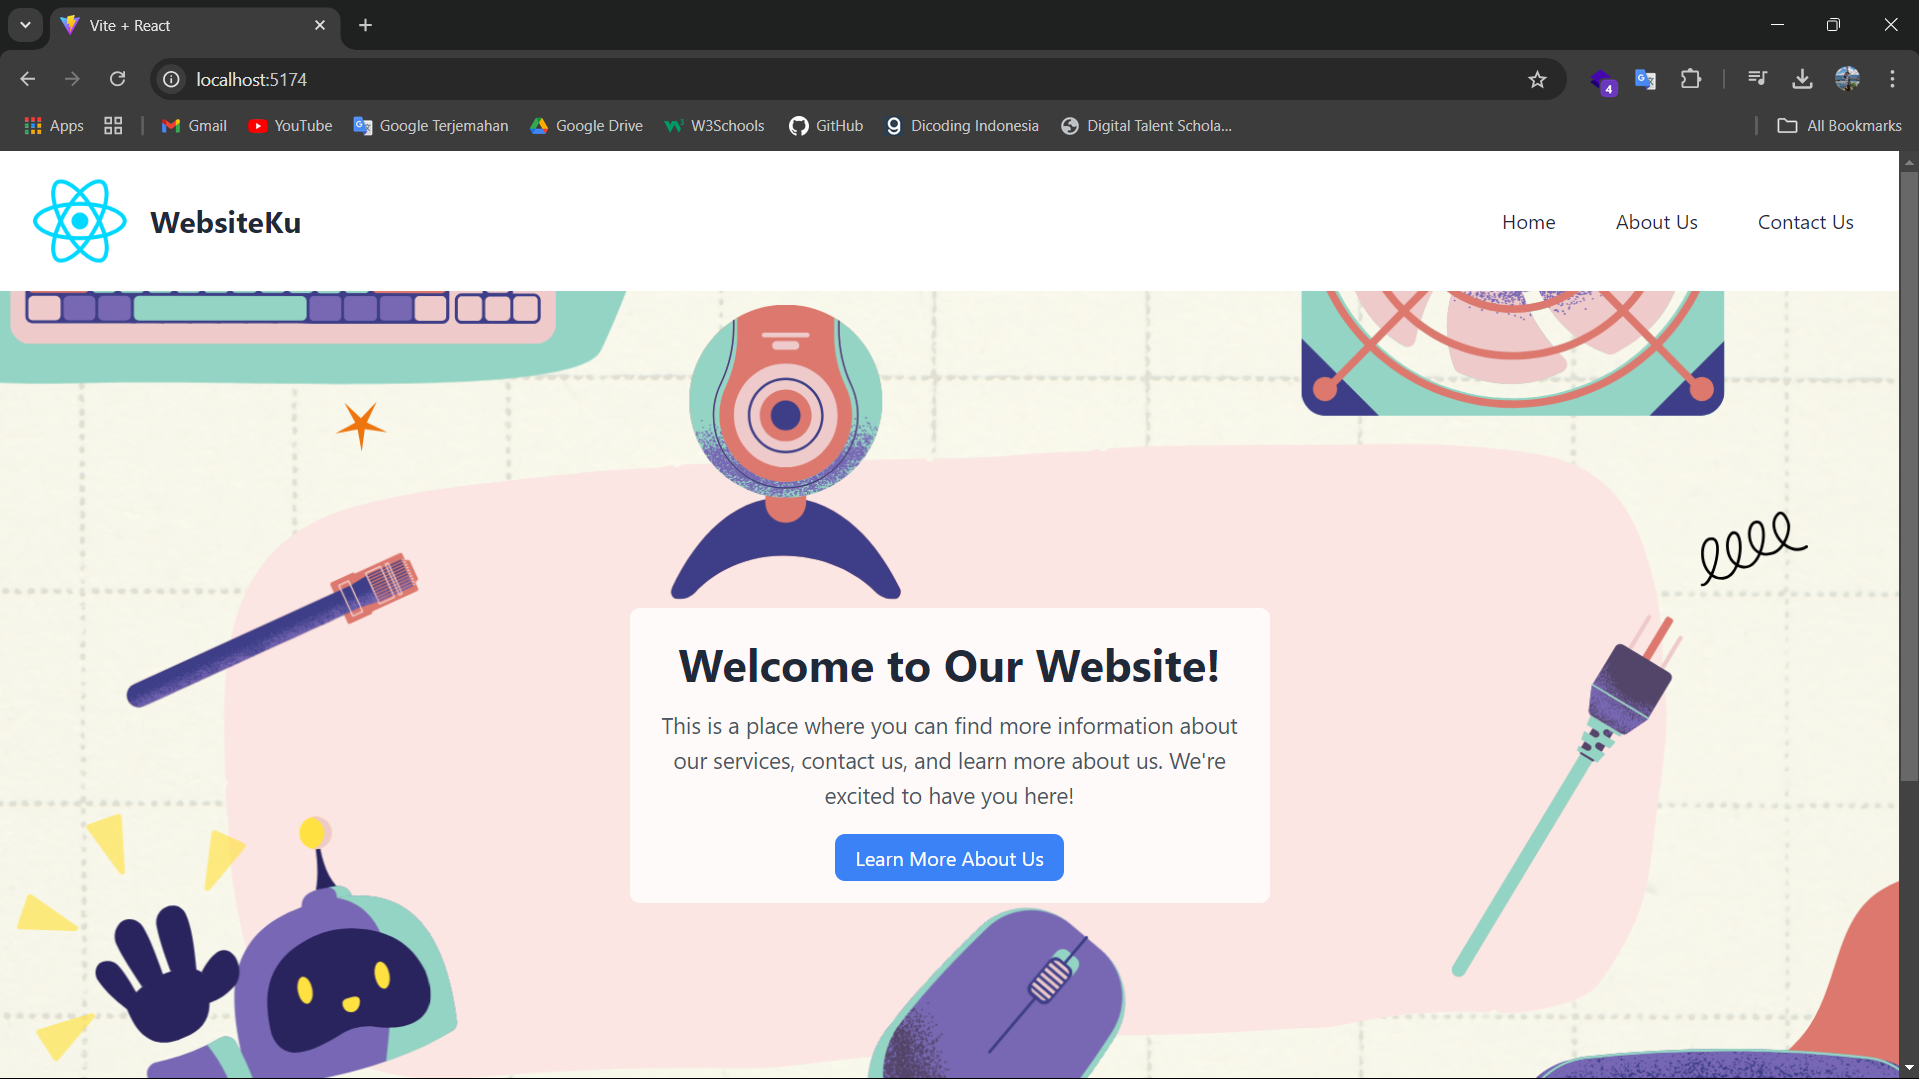 Vite + React
localhost:5174
4
Apps
Gmail
YouTube
Google Terjemahan
Google Drive
W3Schools
GitHub
Dicoding Indonesia
Digital Talent Schola...
All Bookmarks
WebsiteKu
Home
About Us
Contact Us
Welcome to Our Website!
This is a place where you can find more information about
our services, contact us, and learn more about us. We're
excited to have you here!
Learn More About Us